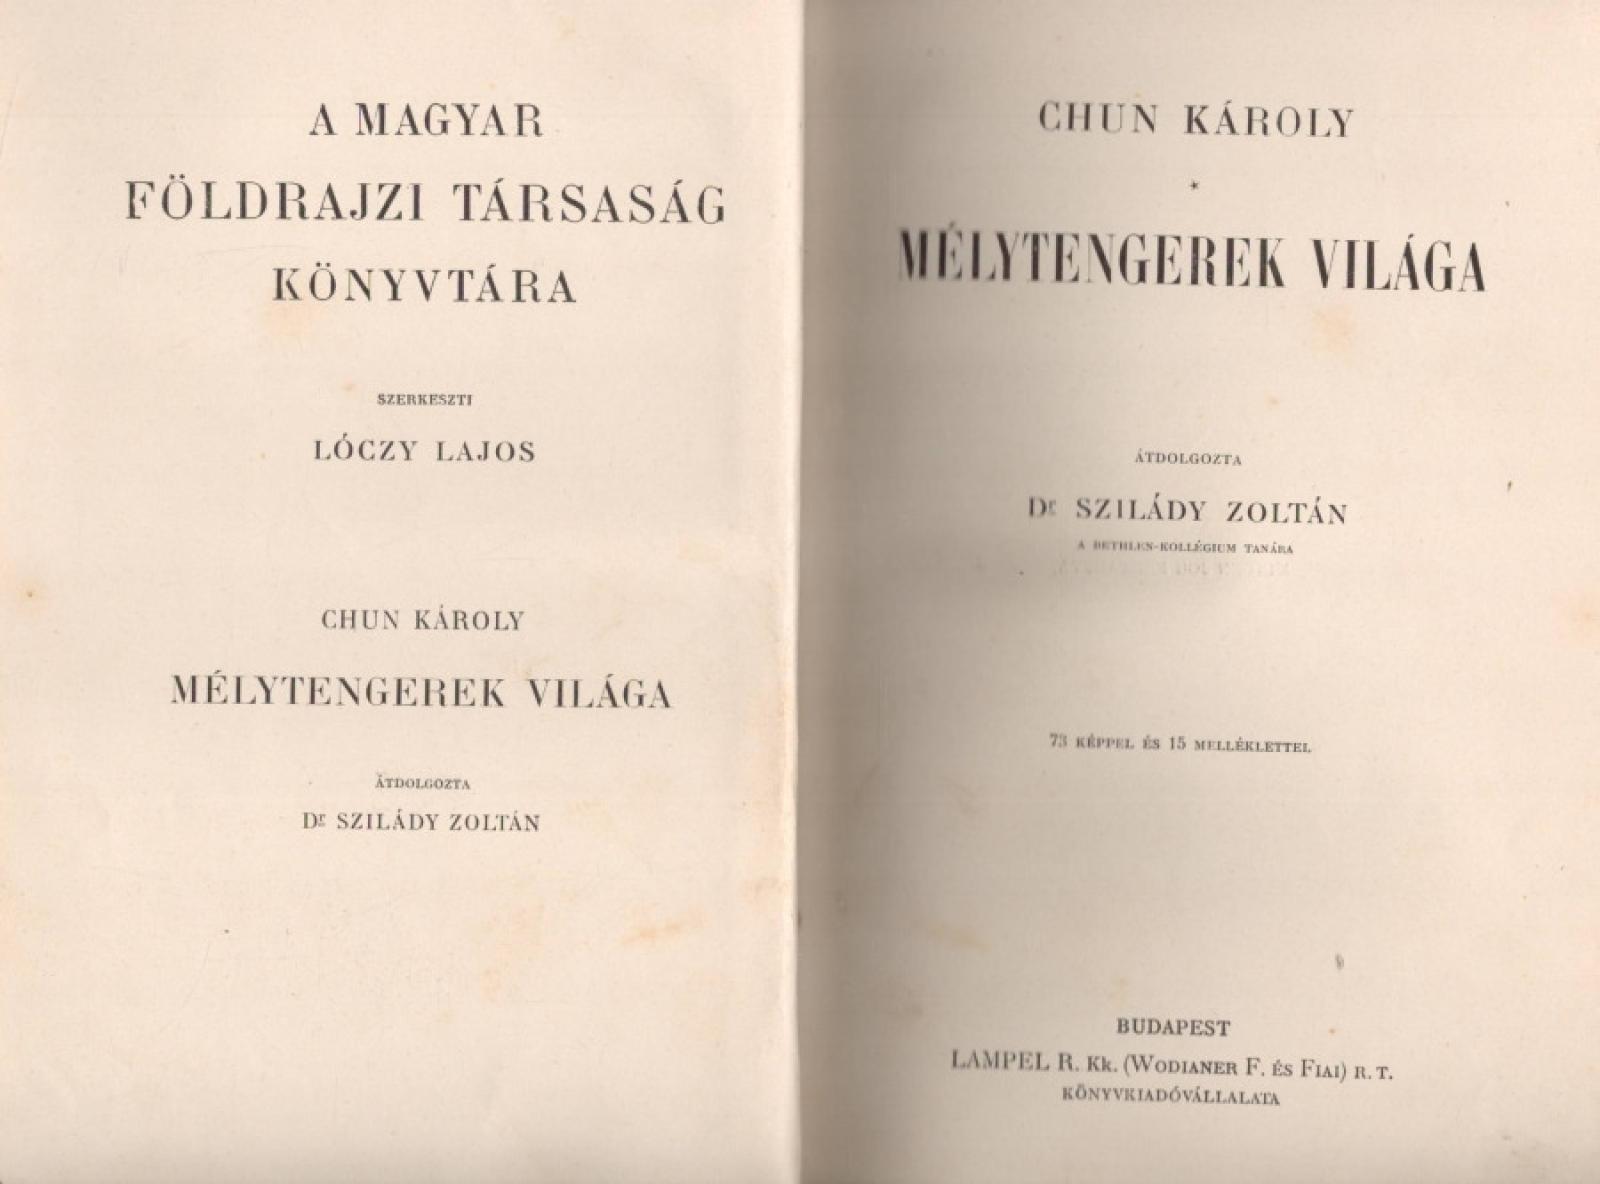 A MAGYAR
FÖLDRAJZI TÁRSASÁG
KÖNYVTÁRA
SZERKESZTI
LÓCZY LAJOS
CHUN KÁROLY
MÉLYTENGEREK VILÁGA
ÁTDOLGOZTA
Dr SZILÁDY ZOLTÁN
CHUN KÁROLY
*
MÉLYTENGEREK VILÁGA
ÁTDOLGOZTA
Dr SZILÁDY ZOLTÁN
A BETHLEN-KOLLÉGIUM TANÁRA
73 KÉPPEL ÉS 15 MELLÉKLETTEL
BUDAPEST
LAMPEL R. Kk. (WODIANER F. ÉS FIAI) R. T.
KÖNYVKIADÓVÁLLALATA